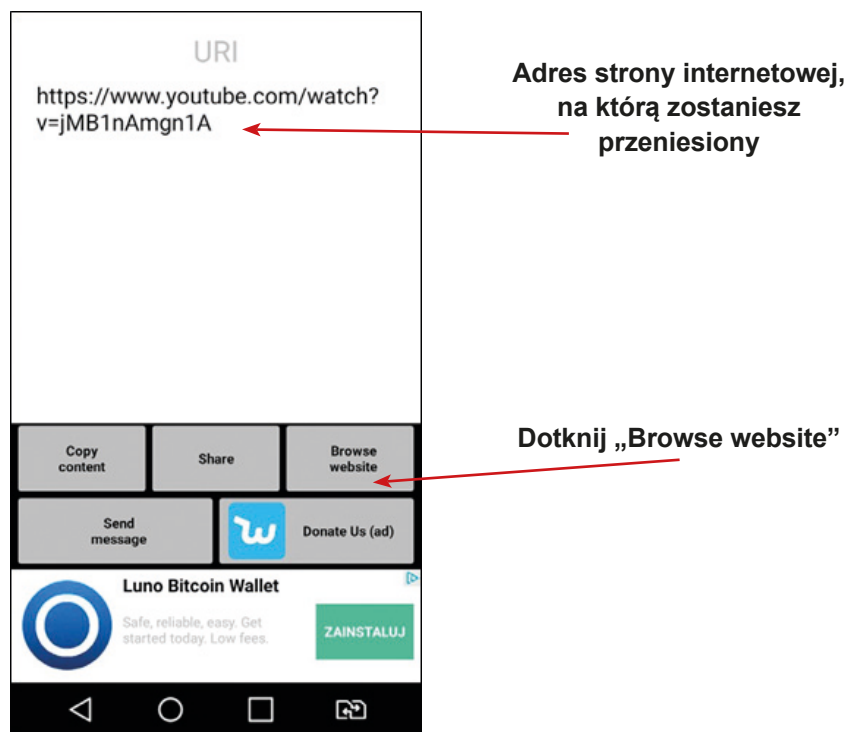 URI
https://www.youtube.com/watch?
v=jMB1nAmgn1A
Adres strony internetowej,
na którą zostaniesz
przeniesiony
Copy
content
Share
Browse
website
Dotknij „Browse website”
Send
message
Donate Us (ad)
Luno Bitcoin Wallet
Safe, reliable, easy. Get
started today. Low fees.
ZAINSTALUJ